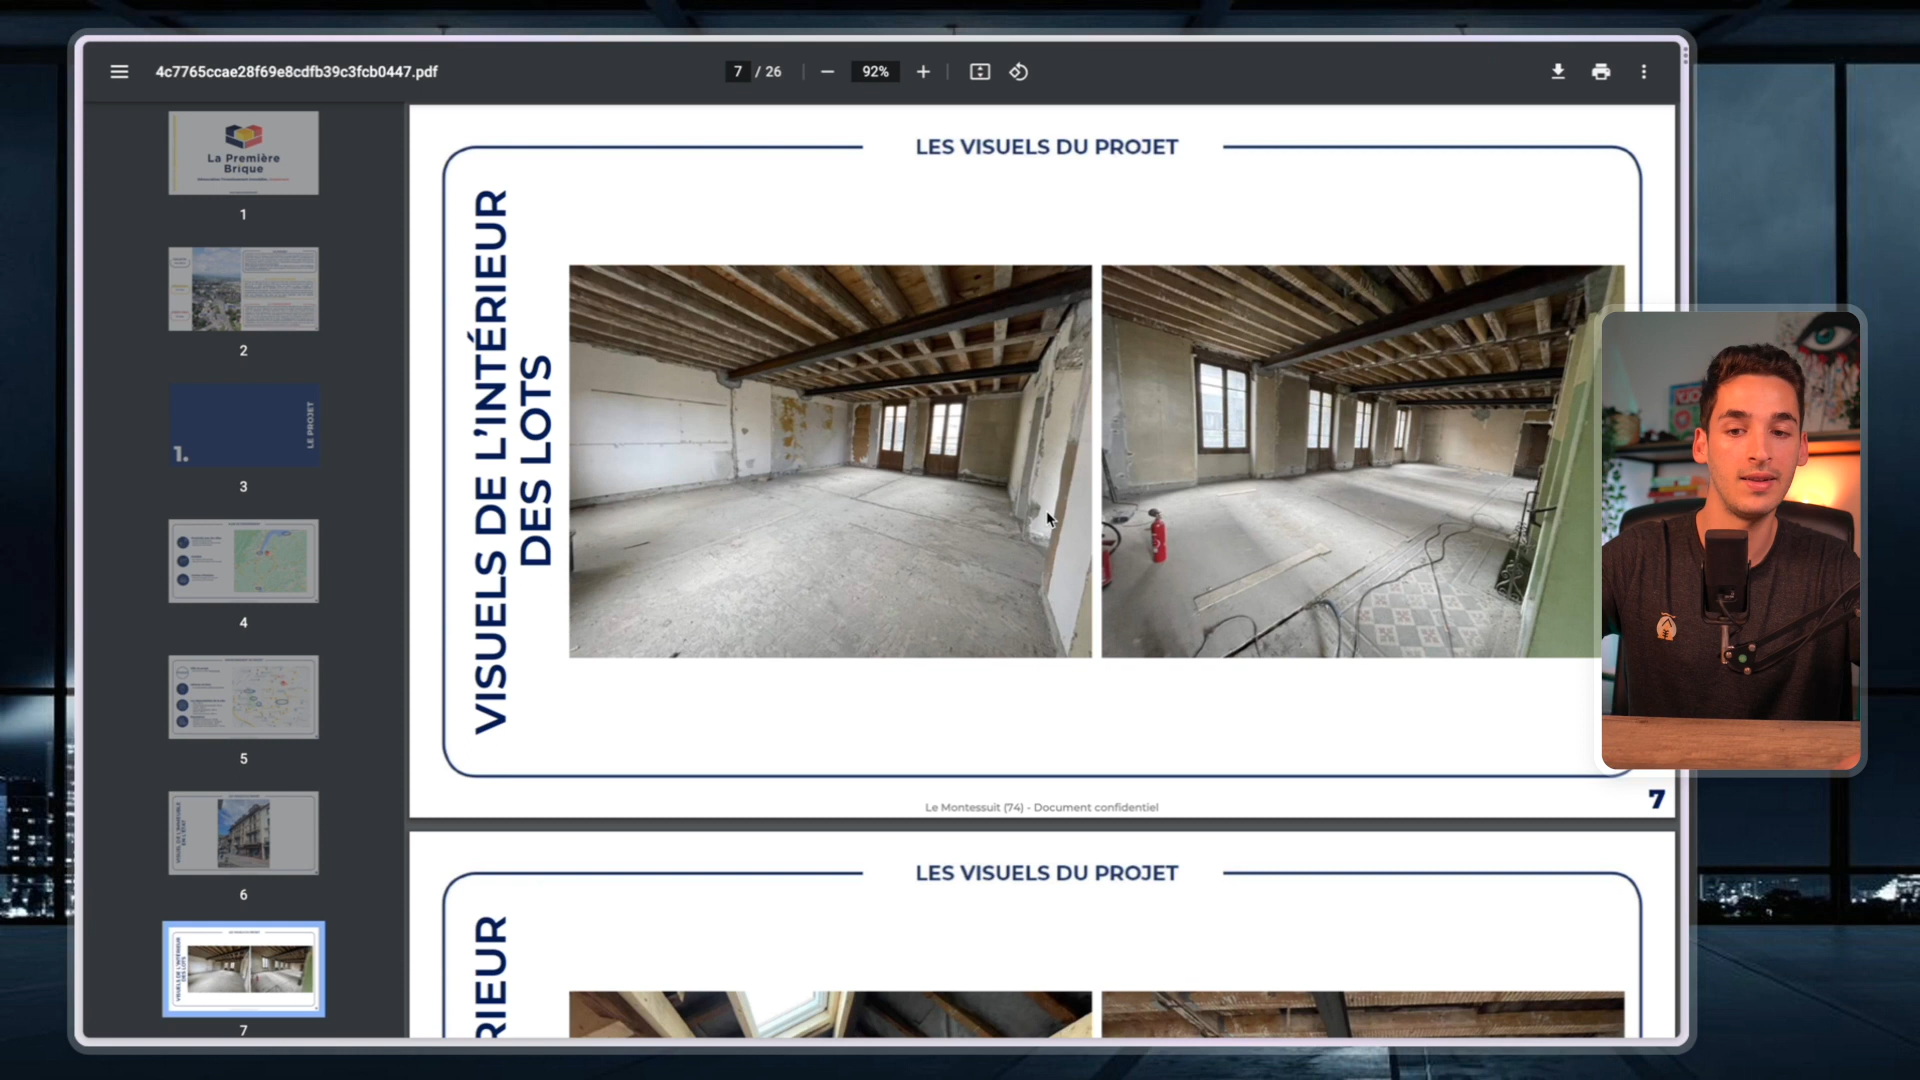 4c7765ccae28f69e8cdfb39c3fcb0447.pdf
7 / 26
92%
La Première
Brique
1
2
1.
LE PROJET
3
4
5
6
7
LES VISUELS DU PROJET
VISUELS DE L'INTÉRIEUR
DES LOTS
Le Montessuit (74) - Document confidentiel
7
LES VISUELS DU PROJET
RIEUR